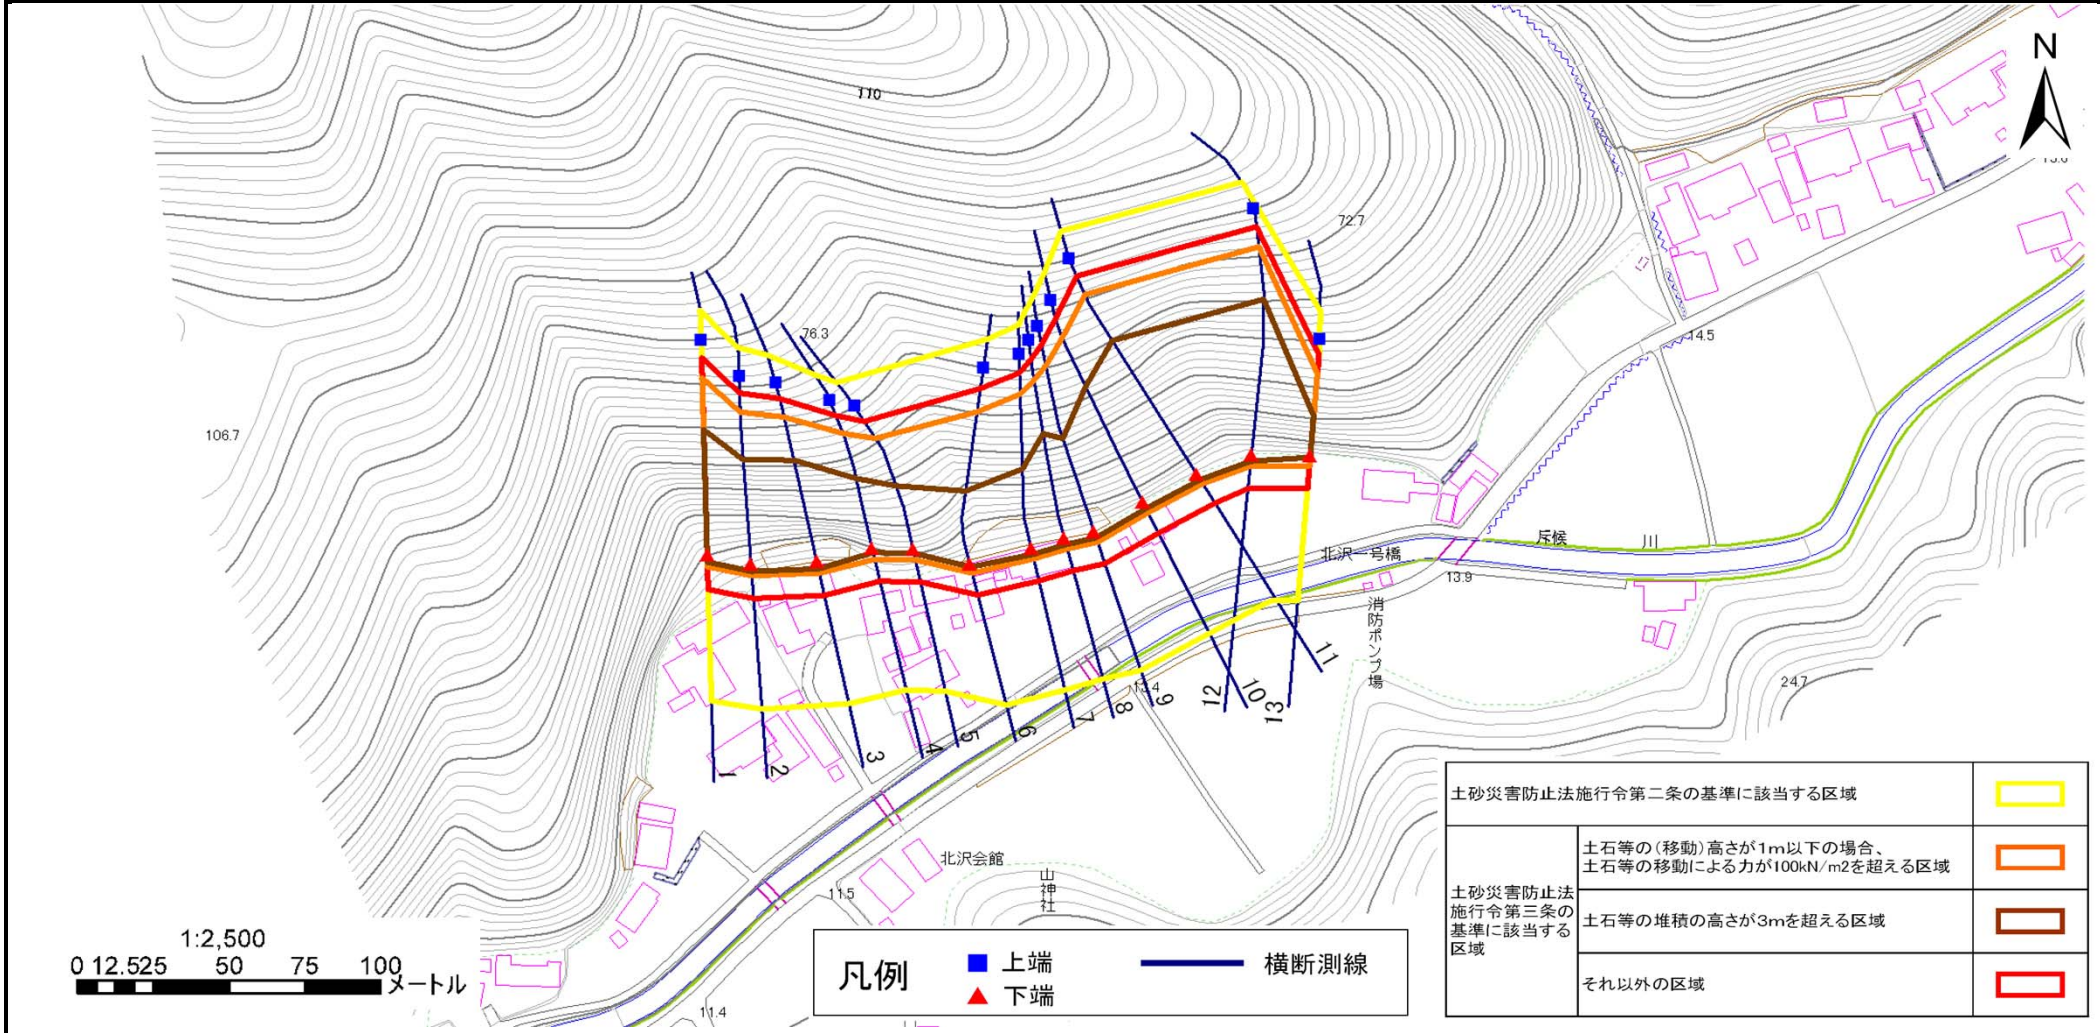 N
110
72.7
76.3
106.7
14.5
北沢一号橋
斥候
川
13.9
消防ポンプ場
24.7
1
2
3
4
5
6
7
8
9
12
10
13
11
北沢会館
山神社
11.5
11.4
1:2,500
0 12.525 50 75 100
メートル
凡例
上端
下端
横断測線
土砂災害防止法施行令第二条の基準に該当する区域
土砂災害防止法
施行令第三条の
基準に該当する
区域
土石等の(移動)高さが1m以下の場合、
土石等の移動による力が100kN/m2を超える区域
土石等の堆積の高さが3mを超える区域
それ以外の区域